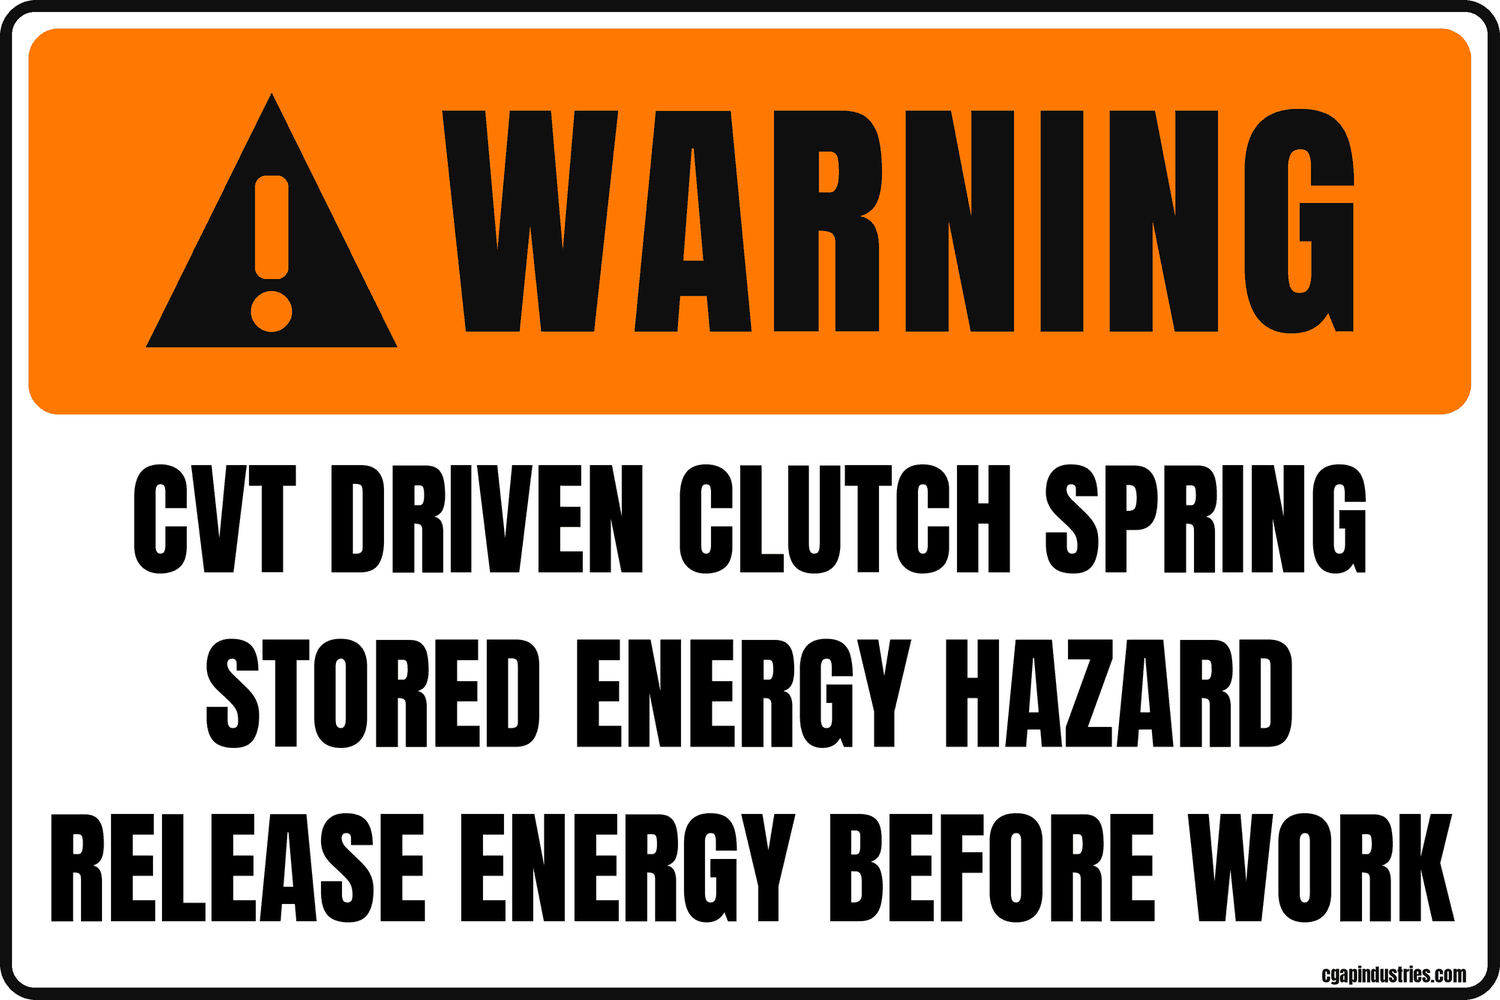 WARNING
CVT DRIVEN CLUTCH SPRING
STORED ENERGY HAZARD
RELEASE ENERGY BEFORE WORK
cgapindustries.com